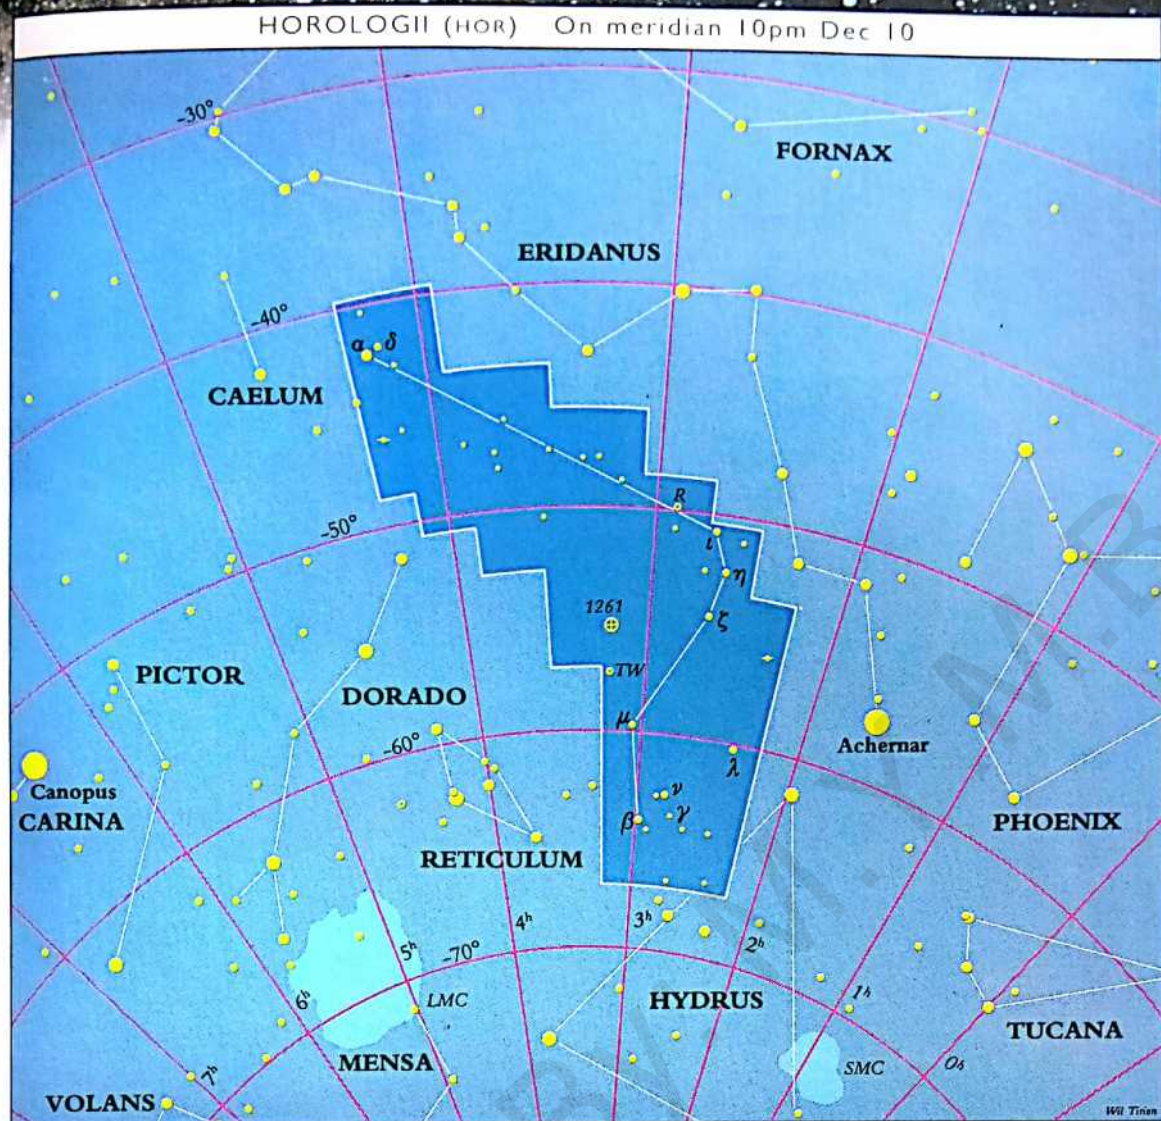 HOROLOGII (HOR) On meridian 10pm Dec 10
-30°
FORNAX
ERIDANUS
-40°
α δ
CAELUM
R
-50°
ι
η
1261
ζ
PICTOR
TW
DORADO
μ
-60°
Achernar
λ
Canopus
ν
CARINA
β γ
PHOENIX
RETICULUM
4h
3h
5h
-70°
2h
6h
LMC
HYDRUS
1h
TUCANA
MENSA
SMC
0h
7h
VOLANS
Wil Tirion